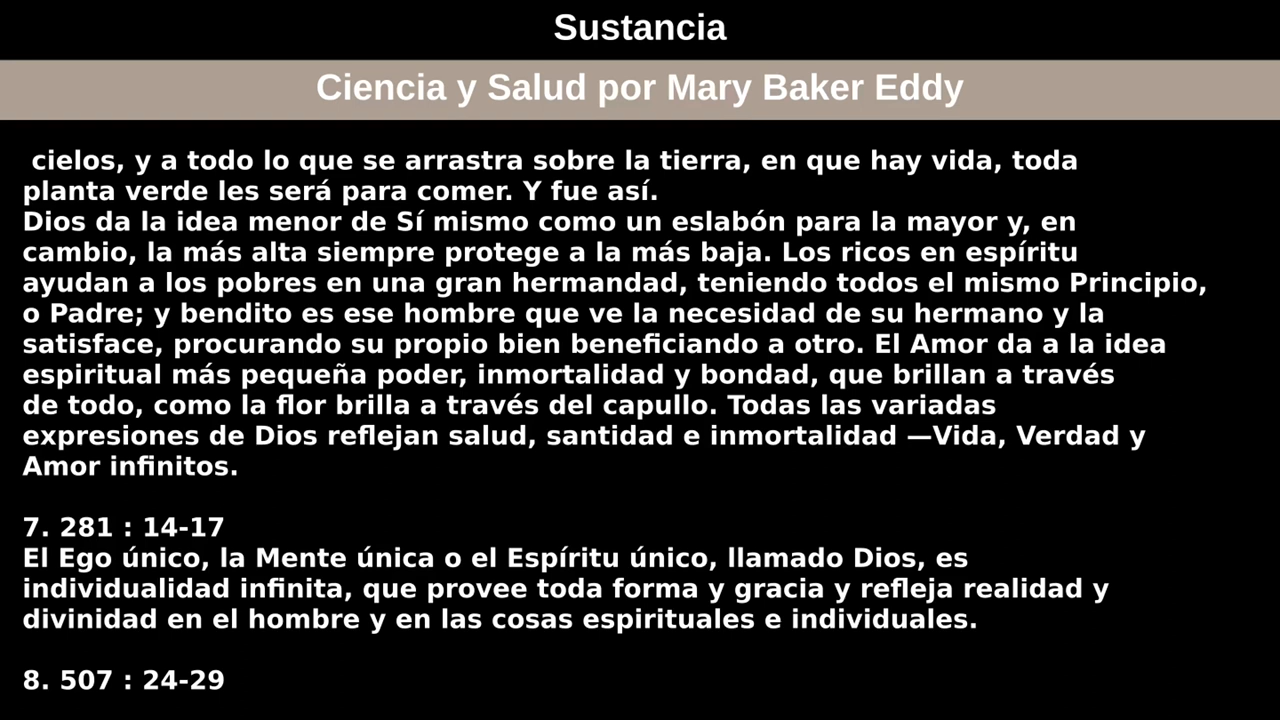 Sustancia
Ciencia y Salud por Mary Baker Eddy
cielos, y a todo lo que se arrastra sobre la tierra, en que hay vida, toda
planta verde les será para comer. Y fue así.
Dios da la idea menor de Sí mismo como un eslabón para la mayor y, en
cambio, la más alta siempre protege a la más baja. Los ricos en espíritu
ayudan a los pobres en una gran hermandad, teniendo todos el mismo Principio,
o Padre; y bendito es ese hombre que ve la necesidad de su hermano y la
satisface, procurando su propio bien beneficiando a otro. El Amor da a la idea
espiritual más pequeña poder, inmortalidad y bondad, que brillan a través
de todo, como la flor brilla a través del capullo. Todas las variadas
expresiones de Dios reflejan salud, santidad e inmortalidad —Vida, Verdad y
Amor infinitos.
7. 281 : 14-17
El Ego único, la Mente única o el Espíritu único, llamado Dios, es
individualidad infinita, que provee toda forma y gracia y refleja realidad y
divinidad en el hombre y en las cosas espirituales e individuales.
8. 507 : 24-29